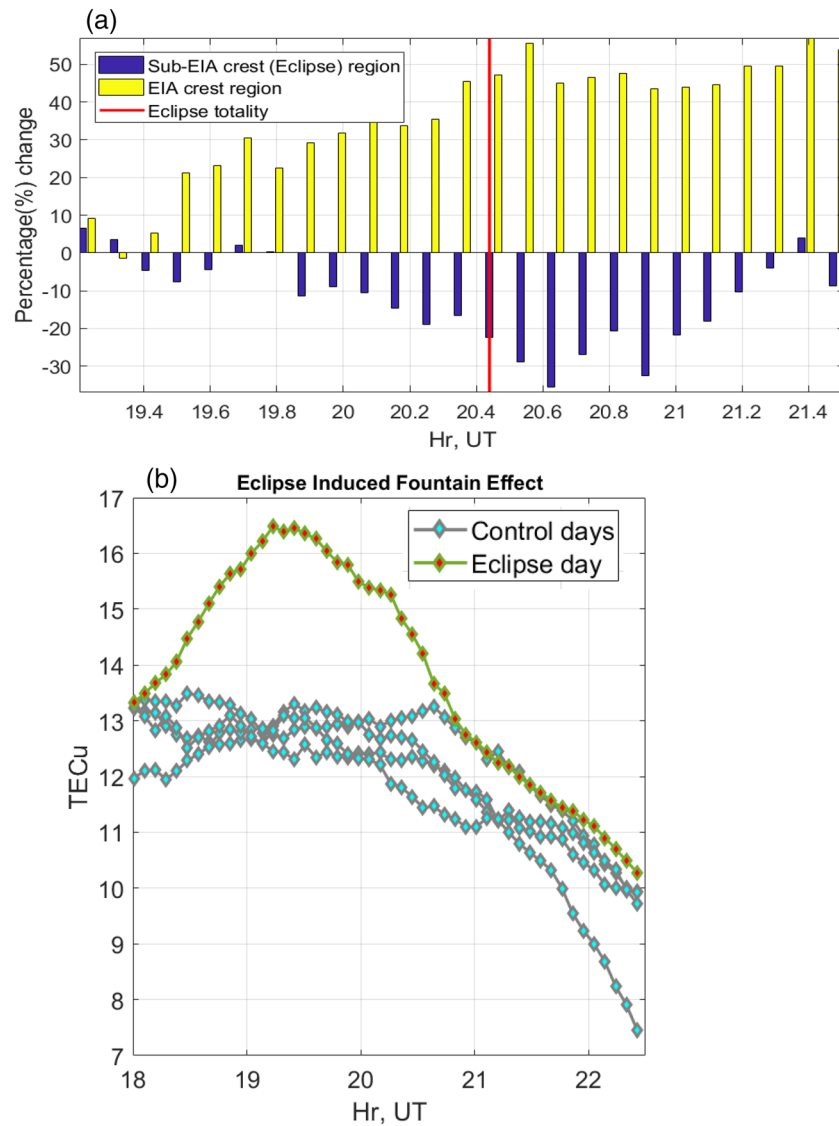 (a)
Sub-EIA crest (Eclipse) region
EIA crest region
Eclipse totality
Percentage(%) change
50
40
30
20
10
0
-10
-20
-30
19.4 19.6 19.8 20 20.2 20.4 20.6 20.8 21 21.2 21.4
Hr, UT
(b)
Eclipse Induced Fountain Effect
Control days
Eclipse day
TECu
17
16
15
14
13
12
11
10
9
8
7
18 19 20 21 22
Hr, UT